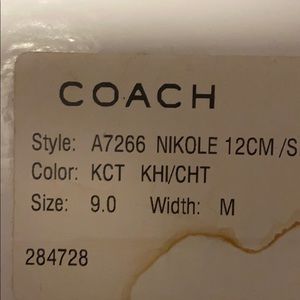 COACH
Style: A7266 NIKOLE 12CM /S
Color: KCT KHI/CHT
Size: 9.0 Width: M
284728